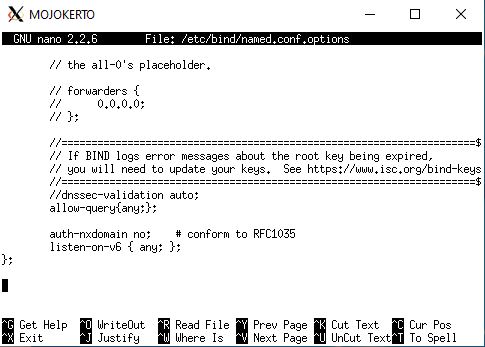 MOJOKERTO
GNU nano 2.2.6 File: /etc/bind/named.conf.options
// the all-0's placeholder.
// forwarders {
// 0.0.0.0;
// };
//=====================================================================$
// If BIND logs error messages about the root key being expired,
// you will need to update your keys. See https://www.isc.org/bind-keys
//=====================================================================$
//dnssec-validation auto;
allow-query{any;};
auth-nxdomain no; # conform to RFC1035
listen-on-v6 { any; };
};
^G Get Help ^O WriteOut ^R Read File ^Y Prev Page ^K Cut Text ^C Cur Pos
^X Exit ^J Justify ^W Where Is ^V Next Page ^U UnCut Text ^T To Spell